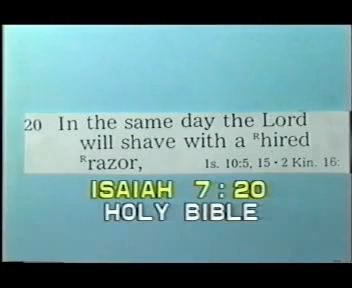 20 In the same day the Lord
will shave with a ᴿhired
ᴿrazor, Is. 10:5, 15 • 2 Kin. 16:
ISAIAH 7:20
HOLY BIBLE